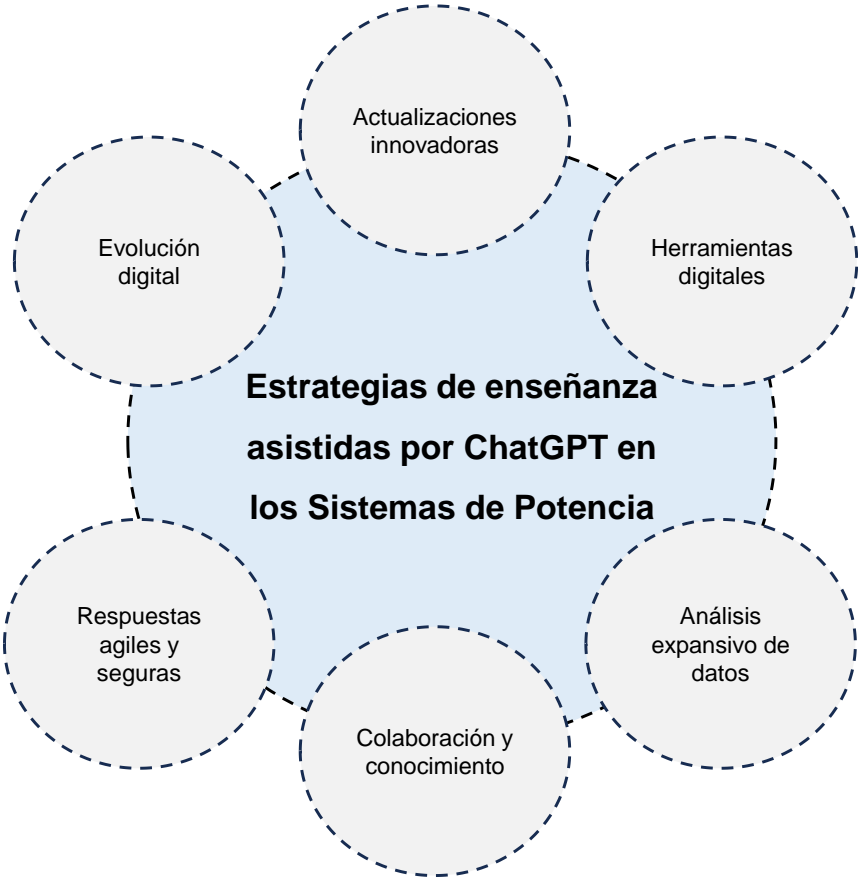 Actualizaciones
innovadoras
Evolución
digital
Herramientas
digitales
Estrategias de enseñanza
asistidas por ChatGPT en
los Sistemas de Potencia
Respuestas
agiles y
seguras
Análisis
expansivo de
datos
Colaboración y
conocimiento